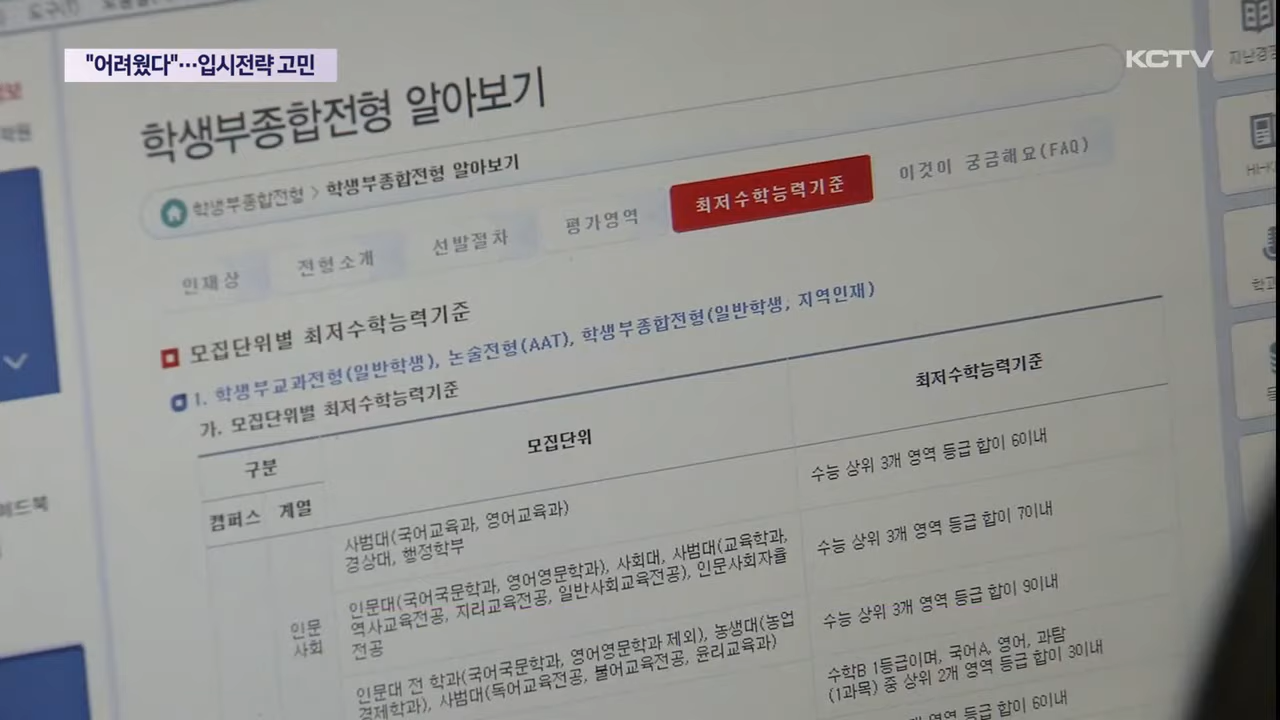 "어려웠다"…입시전략 고민
KCTV
학생부종합전형 알아보기
학생부종합전형 > 학생부종합전형 알아보기
인재상
전형소개
선발절차
평가영역
최저수학능력기준
이것이 궁금해요(FAQ)
모집단위별 최저수학능력기준
I. 학생부교과전형(일반학생), 논술전형(AAT), 학생부종합전형(일반학생, 지역인재)
가. 모집단위별 최저수학능력기준
구분
모집단위
최저수학능력기준
캠퍼스
계열
인문
사회
사범대(국어교육과, 영어교육과)
경상대, 행정학부
수능 상위 3개 영역 등급 합이 6이내
인문대(국어국문학과, 영어영문학과), 사회대, 사범대(교육학과,
역사교육전공, 지리교육전공, 일반사회교육전공), 인문사회자율
전공
수능 상위 3개 영역 등급 합이 7이내
인문대 전 학과(국어국문학과, 영어영문학과 제외), 농생대(농업
경제학과), 사범대(독어교육전공, 불어교육전공, 윤리교육과)
수능 상위 3개 영역 등급 합이 9이내
수학B 1등급이며, 국어A, 영어, 과탐
(1과목) 중 상위 2개 영역 등급 합이 3이내
영역 등급 합이 6이내